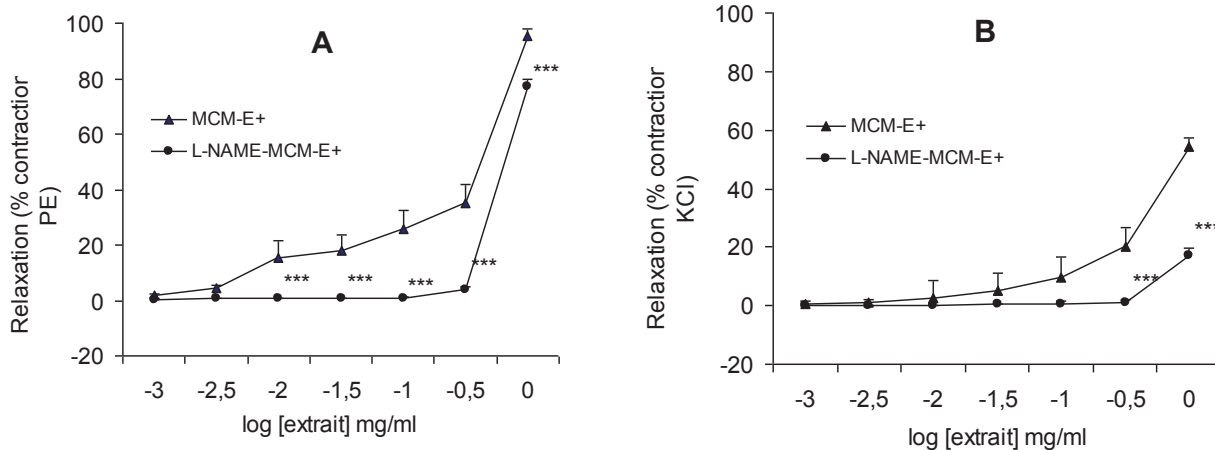 A
Relaxation (% contractior
PE)
100
80
60
40
20
0
-20
MCM-E+
L-NAME-MCM-E+
***
***
***
***
***
-3 -2,5 -2 -1,5 -1 -0,5 0
log [extrait] mg/ml
B
Relaxation (% contractior
KCl)
100
80
60
40
20
0
-20
MCM-E+
L-NAME-MCM-E+
***
***
-3 -2,5 -2 -1,5 -1 -0,5 0
log [extrait] mg/ml